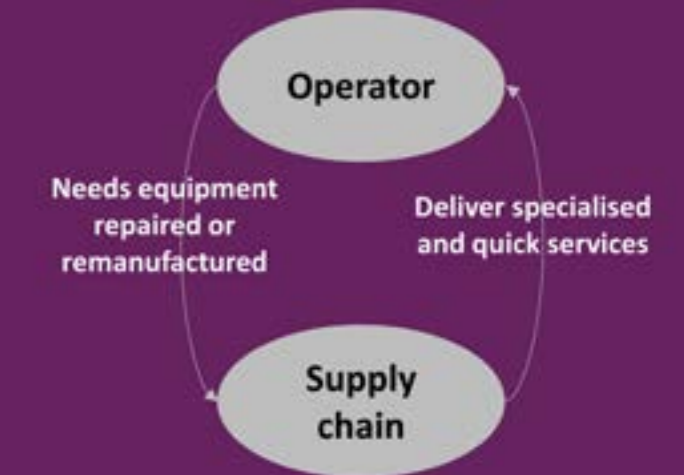 Operator
Needs equipment
repaired or
remanufactured
Deliver specialised
and quick services
Supply
chain